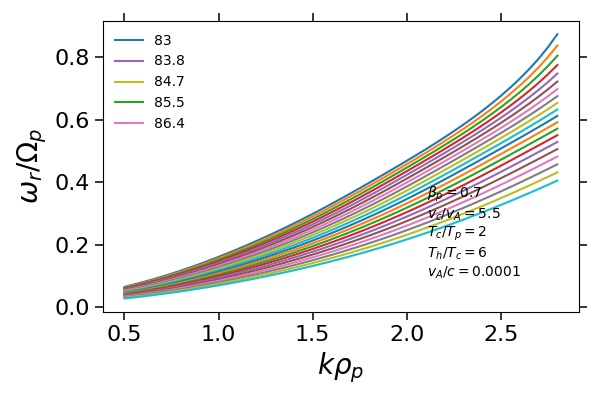 83
83.8
84.7
85.5
86.4
0.8
0.6
0.4
0.2
0.0
ω_r/Ω_p
β_p = 0.7
v_c/v_A = 5.5
T_c/T_p = 2
T_h/T_c = 6
v_A/c = 0.0001
0.5 1.0 1.5 2.0 2.5
kρ_p